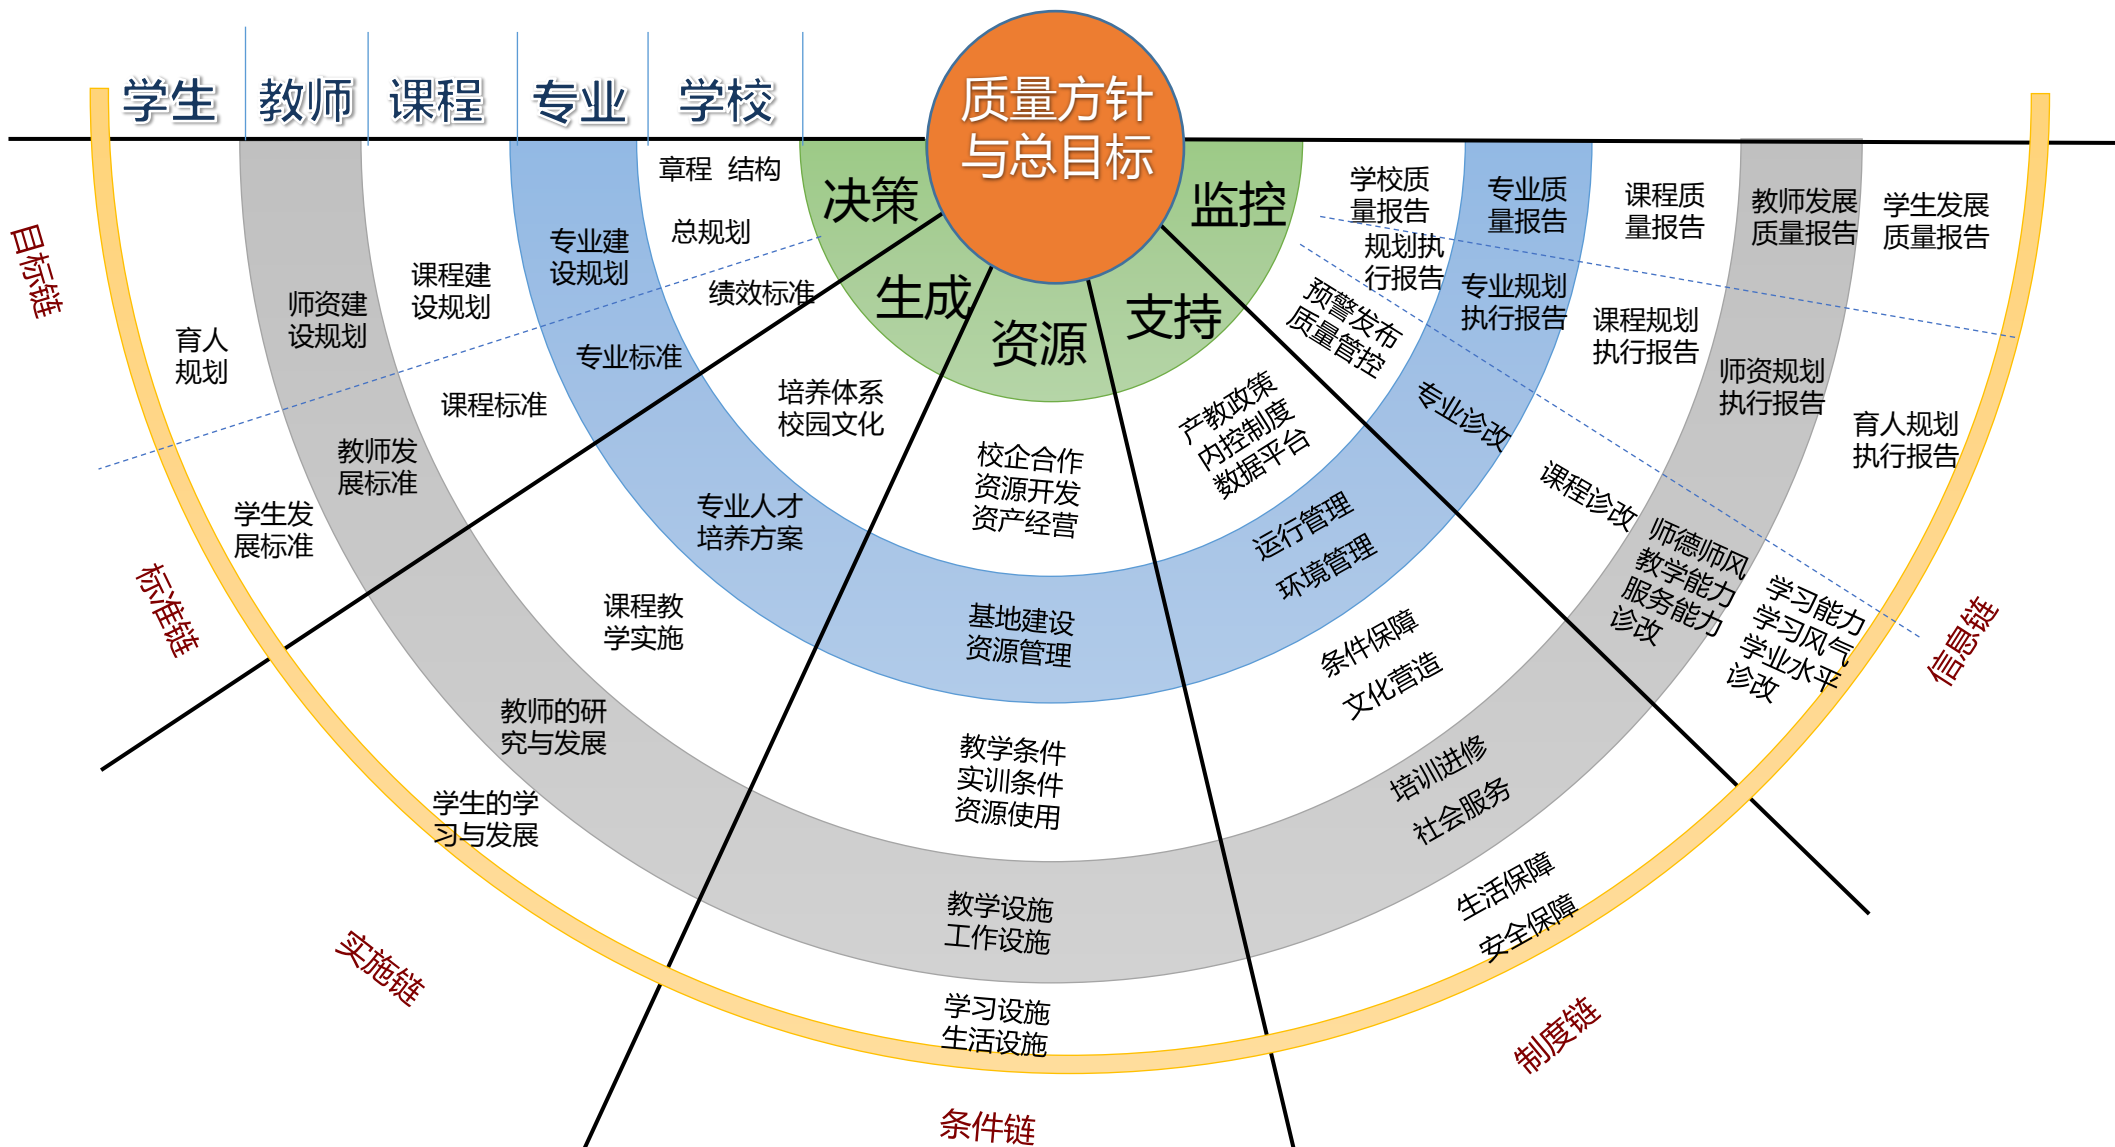 学生
教师
课程
专业
学校
质量方针
与总目标
决策
生成
资源
支持
监控
章程 结构
总规划
绩效标准
专业建
设规划
专业标准
课程建
设规划
课程标准
师资建
设规划
教师发
展标准
育人
规划
学生发
展标准
目标链
标准链
培养体系
校园文化
专业人才
培养方案
课程教
学实施
教师的研
究与发展
学生的学
习与发展
实施链
校企合作
资源开发
资产经营
基地建设
资源管理
教学条件
实训条件
资源使用
教学设施
工作设施
学习设施
生活设施
条件链
产教政策
内控制度
数据平台
运行管理
环境管理
条件保障
文化营造
培训进修
社会服务
生活保障
安全保障
制度链
学校质
量报告
规划执
行报告
预警发布
质量管控
专业质
量报告
专业规划
执行报告
专业诊改
课程质
量报告
课程规划
执行报告
课程诊改
教师发展
质量报告
师资规划
执行报告
师德师风
教学能力
服务能力
诊改
学生发展
质量报告
育人规划
执行报告
学习能力
学习风气
学业水平
诊改
信息链